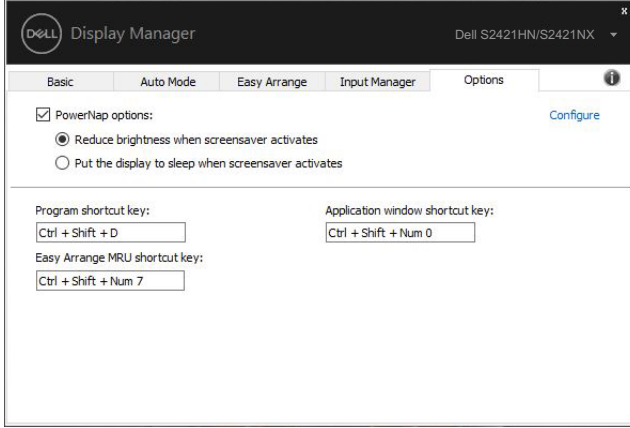 x
DELL Display Manager
Dell S2421HN/S2421NX
Basic Auto Mode Easy Arrange Input Manager Options i
PowerNap options: Configure
Reduce brightness when screensaver activates
Put the display to sleep when screensaver activates
Program shortcut key: Application window shortcut key:
Ctrl + Shift + D Ctrl + Shift + Num 0
Easy Arrange MRU shortcut key:
Ctrl + Shift + Num 7